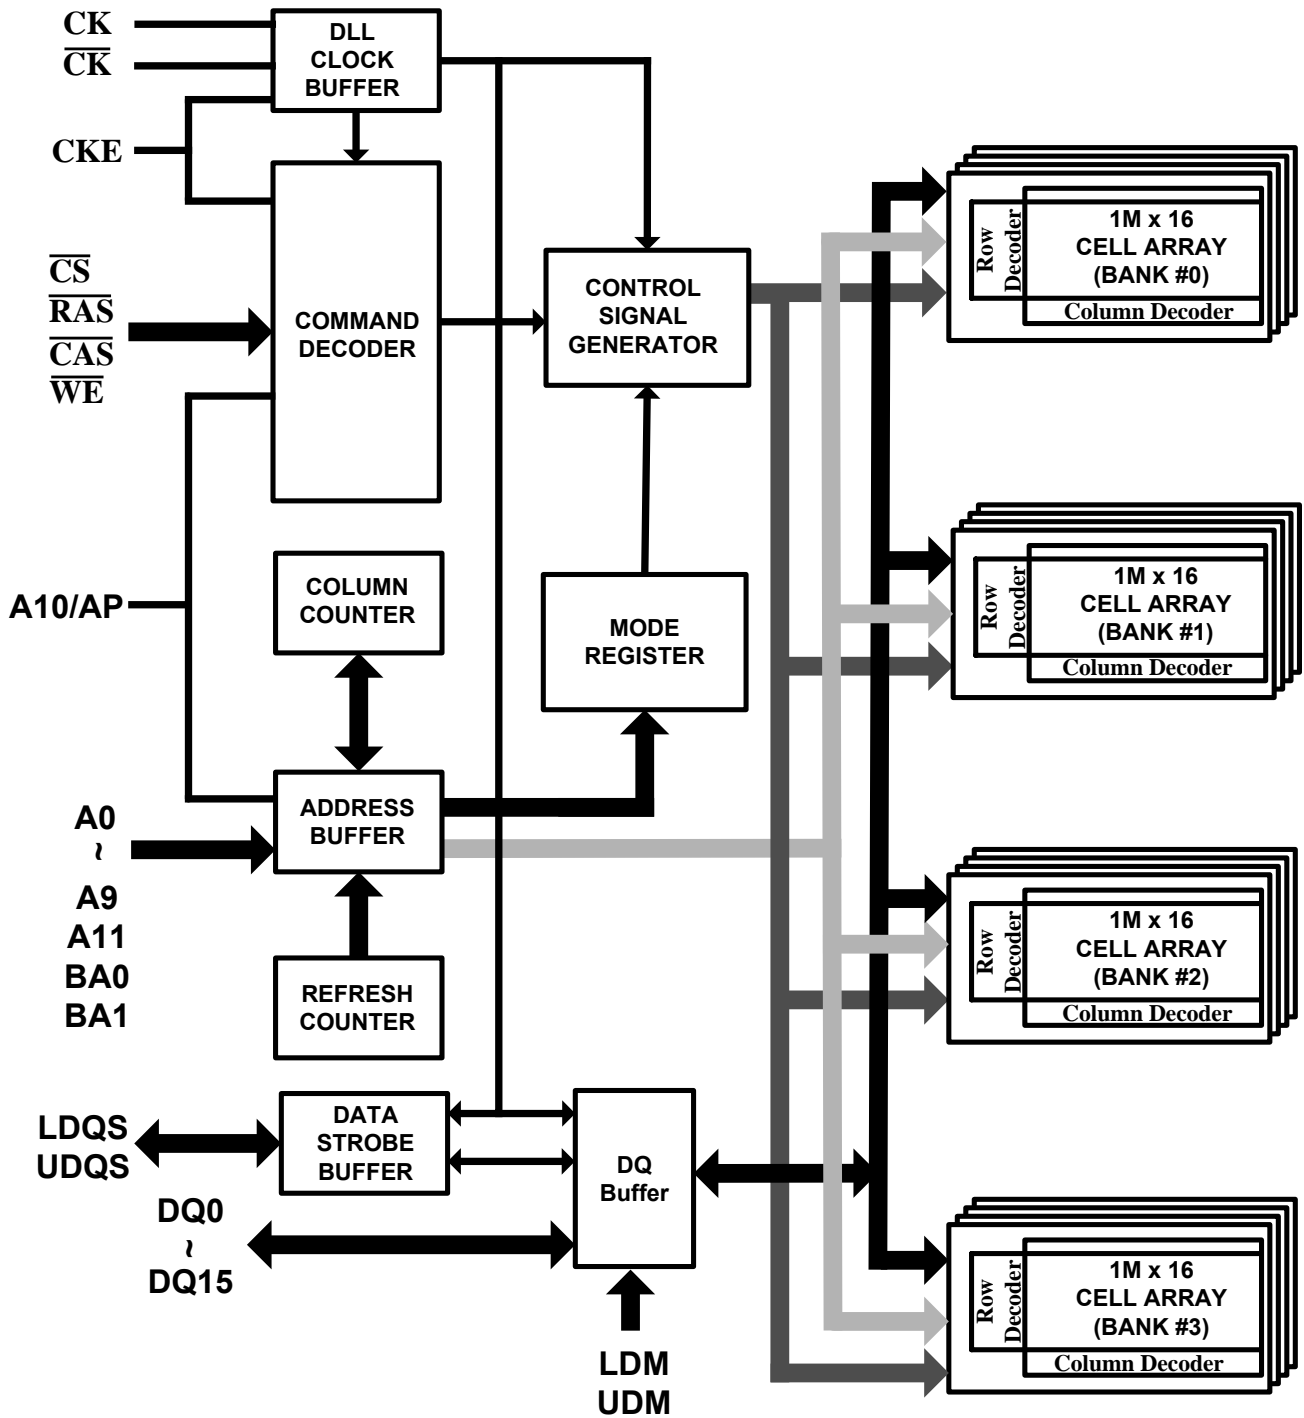 CK
CK
CKE
CS
RAS
CAS
WE
A10/AP
A0
~
A9
A11
BA0
BA1
LDQS
UDQS
DQ0
~
DQ15
DLL
CLOCK
BUFFER
COMMAND
DECODER
COLUMN
COUNTER
ADDRESS
BUFFER
REFRESH
COUNTER
DATA
STROBE
BUFFER
CONTROL
SIGNAL
GENERATOR
MODE
REGISTER
DQ
Buffer
LDM
UDM
Row
Decoder
1M x 16
CELL ARRAY
(BANK #0)
Column Decoder
Row
Decoder
1M x 16
CELL ARRAY
(BANK #1)
Column Decoder
Row
Decoder
1M x 16
CELL ARRAY
(BANK #2)
Column Decoder
Row
Decoder
1M x 16
CELL ARRAY
(BANK #3)
Column Decoder